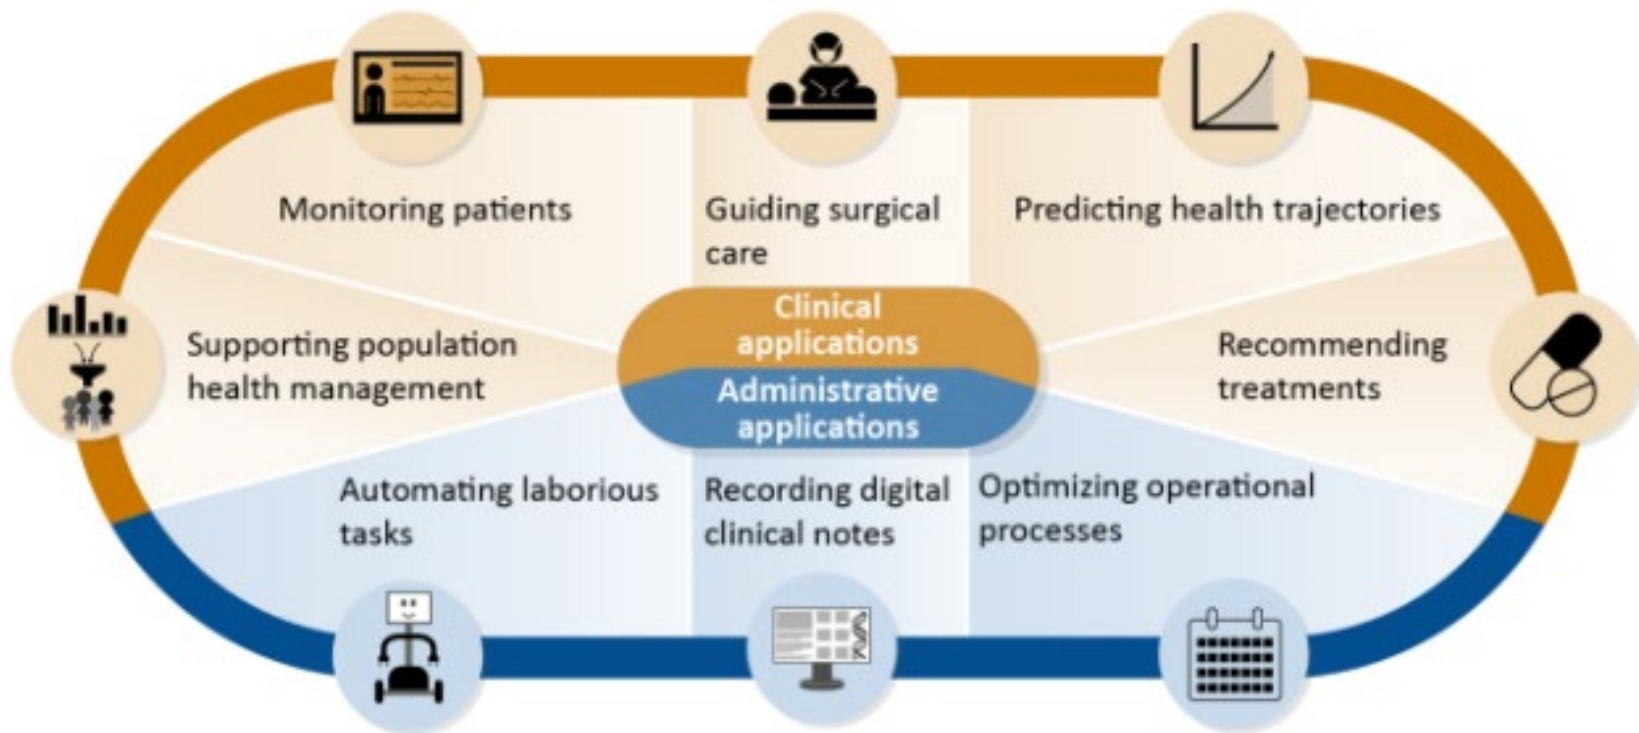 Monitoring patients
Guiding surgical
care
Predicting health trajectories
Supporting population
health management
Clinical
applications
Administrative
applications
Recommending
treatments
Automating laborious
tasks
Recording digital
clinical notes
Optimizing operational
processes